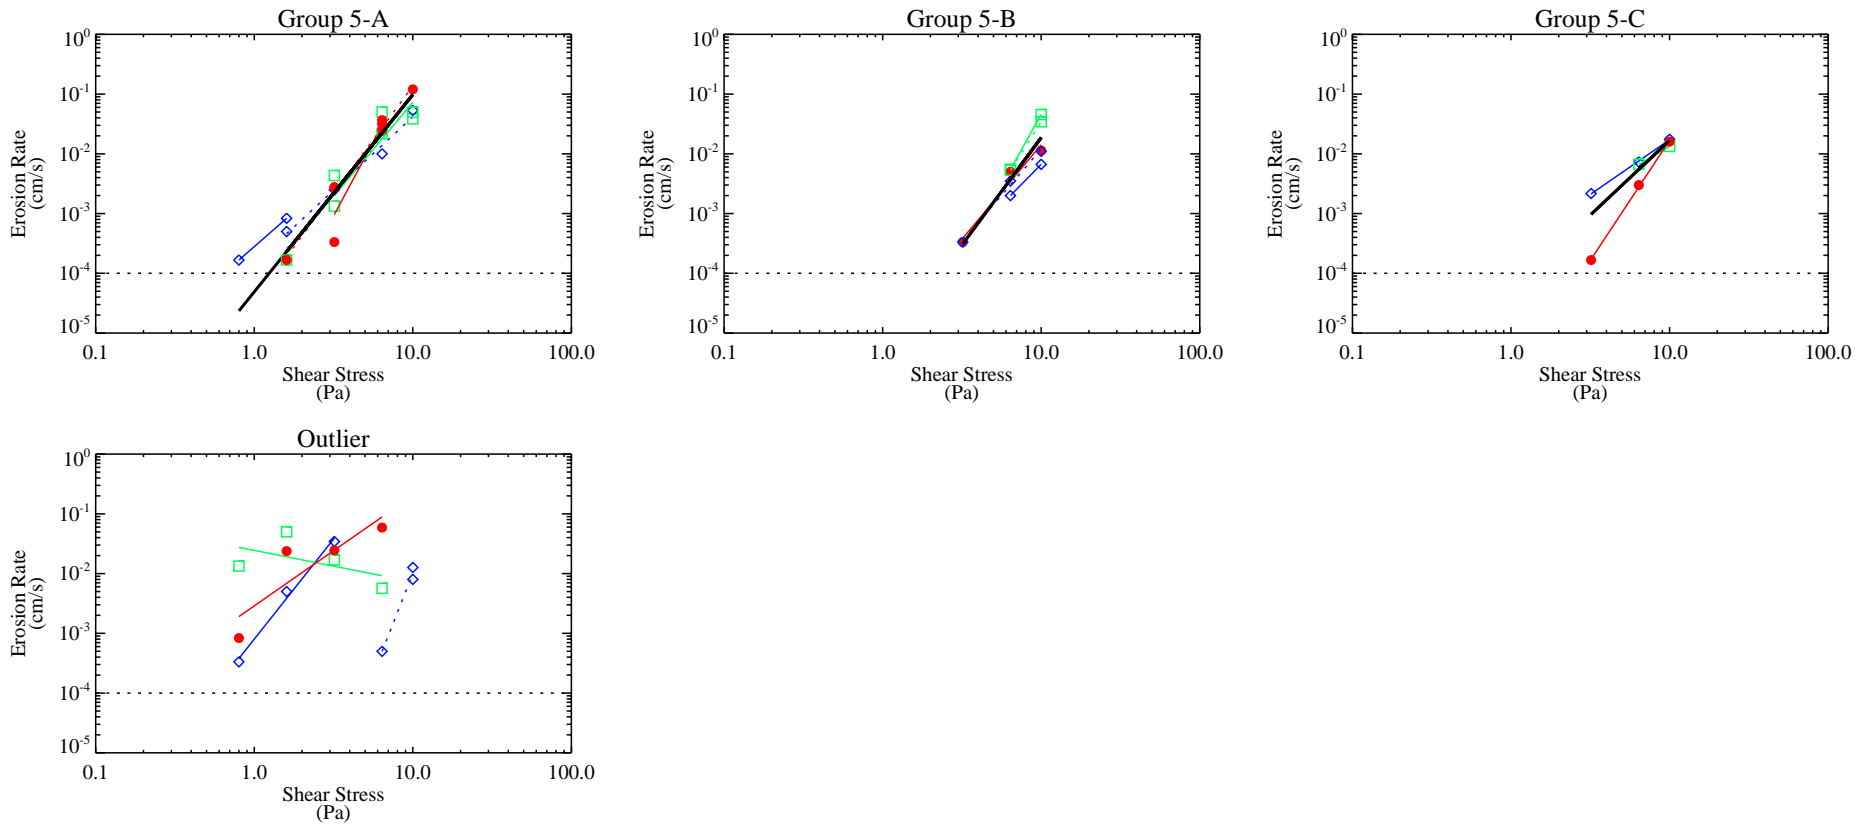 Group 5-A
10^0
10^-1
10^-2
10^-3
10^-4
10^-5
Erosion Rate
(cm/s)
0.1 1.0 10.0 100.0
Shear Stress
(Pa)
Group 5-B
10^0
10^-1
10^-2
10^-3
10^-4
10^-5
Erosion Rate
(cm/s)
0.1 1.0 10.0 100.0
Shear Stress
(Pa)
Group 5-C
10^0
10^-1
10^-2
10^-3
10^-4
10^-5
Erosion Rate
(cm/s)
0.1 1.0 10.0 100.0
Shear Stress
(Pa)
Outlier
10^0
10^-1
10^-2
10^-3
10^-4
10^-5
Erosion Rate
(cm/s)
0.1 1.0 10.0 100.0
Shear Stress
(Pa)